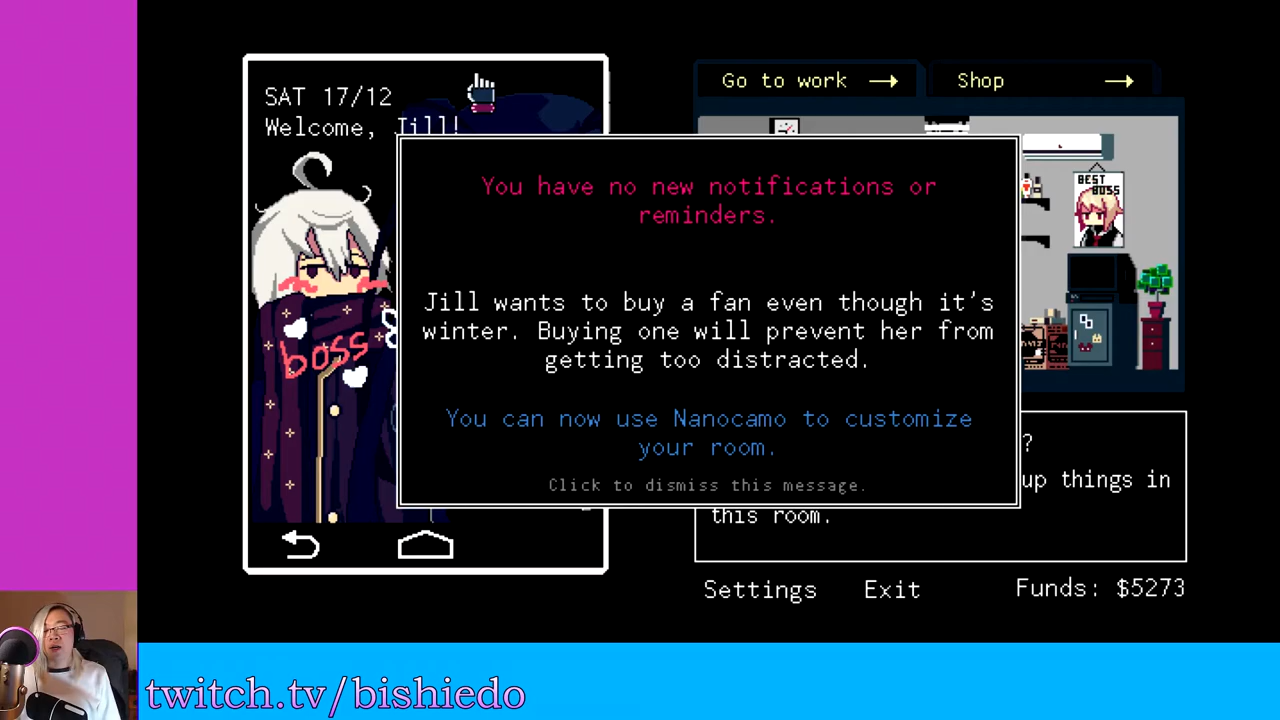 SAT 17/12
Welcome, Jill!
Go to work →
Shop →
BEST
BOSS
boss
You have no new notifications or
reminders.
Jill wants to buy a fan even though it's
winter. Buying one will prevent her from
getting too distracted.
You can now use Nanocamo to customize
your room.
Click to dismiss this message.
?
up things in
this room.
Settings
Exit
Funds: $5273
twitch.tv/bishiedo